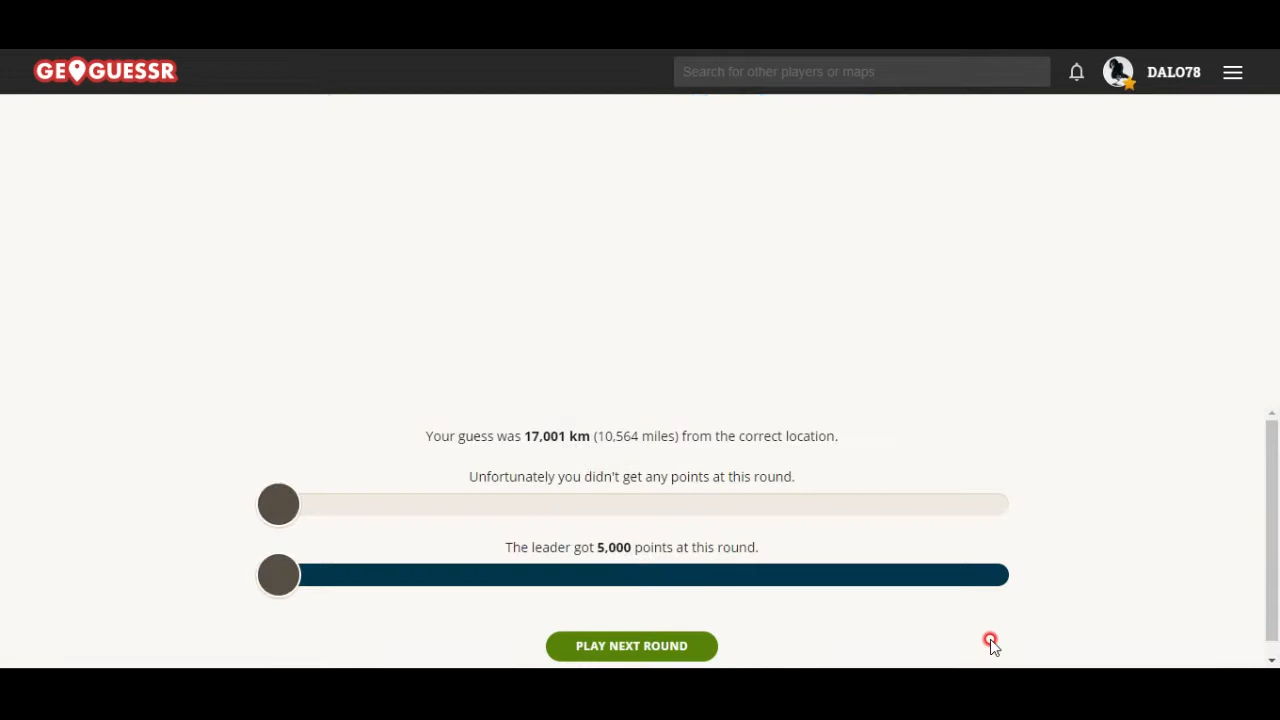 GEOGUESSR
Search for other players or maps
DALO78
Your guess was 17,001 km (10,564 miles) from the correct location.
Unfortunately you didn't get any points at this round.
The leader got 5,000 points at this round.
PLAY NEXT ROUND